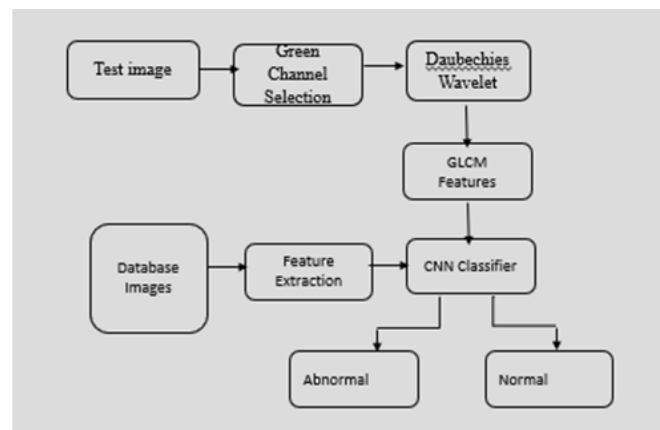 Test image
Green
Channel
Selection
Daubechies
Wavelet
GLCM
Features
Database
Images
Feature
Extraction
CNN Classifier
Abnormal
Normal